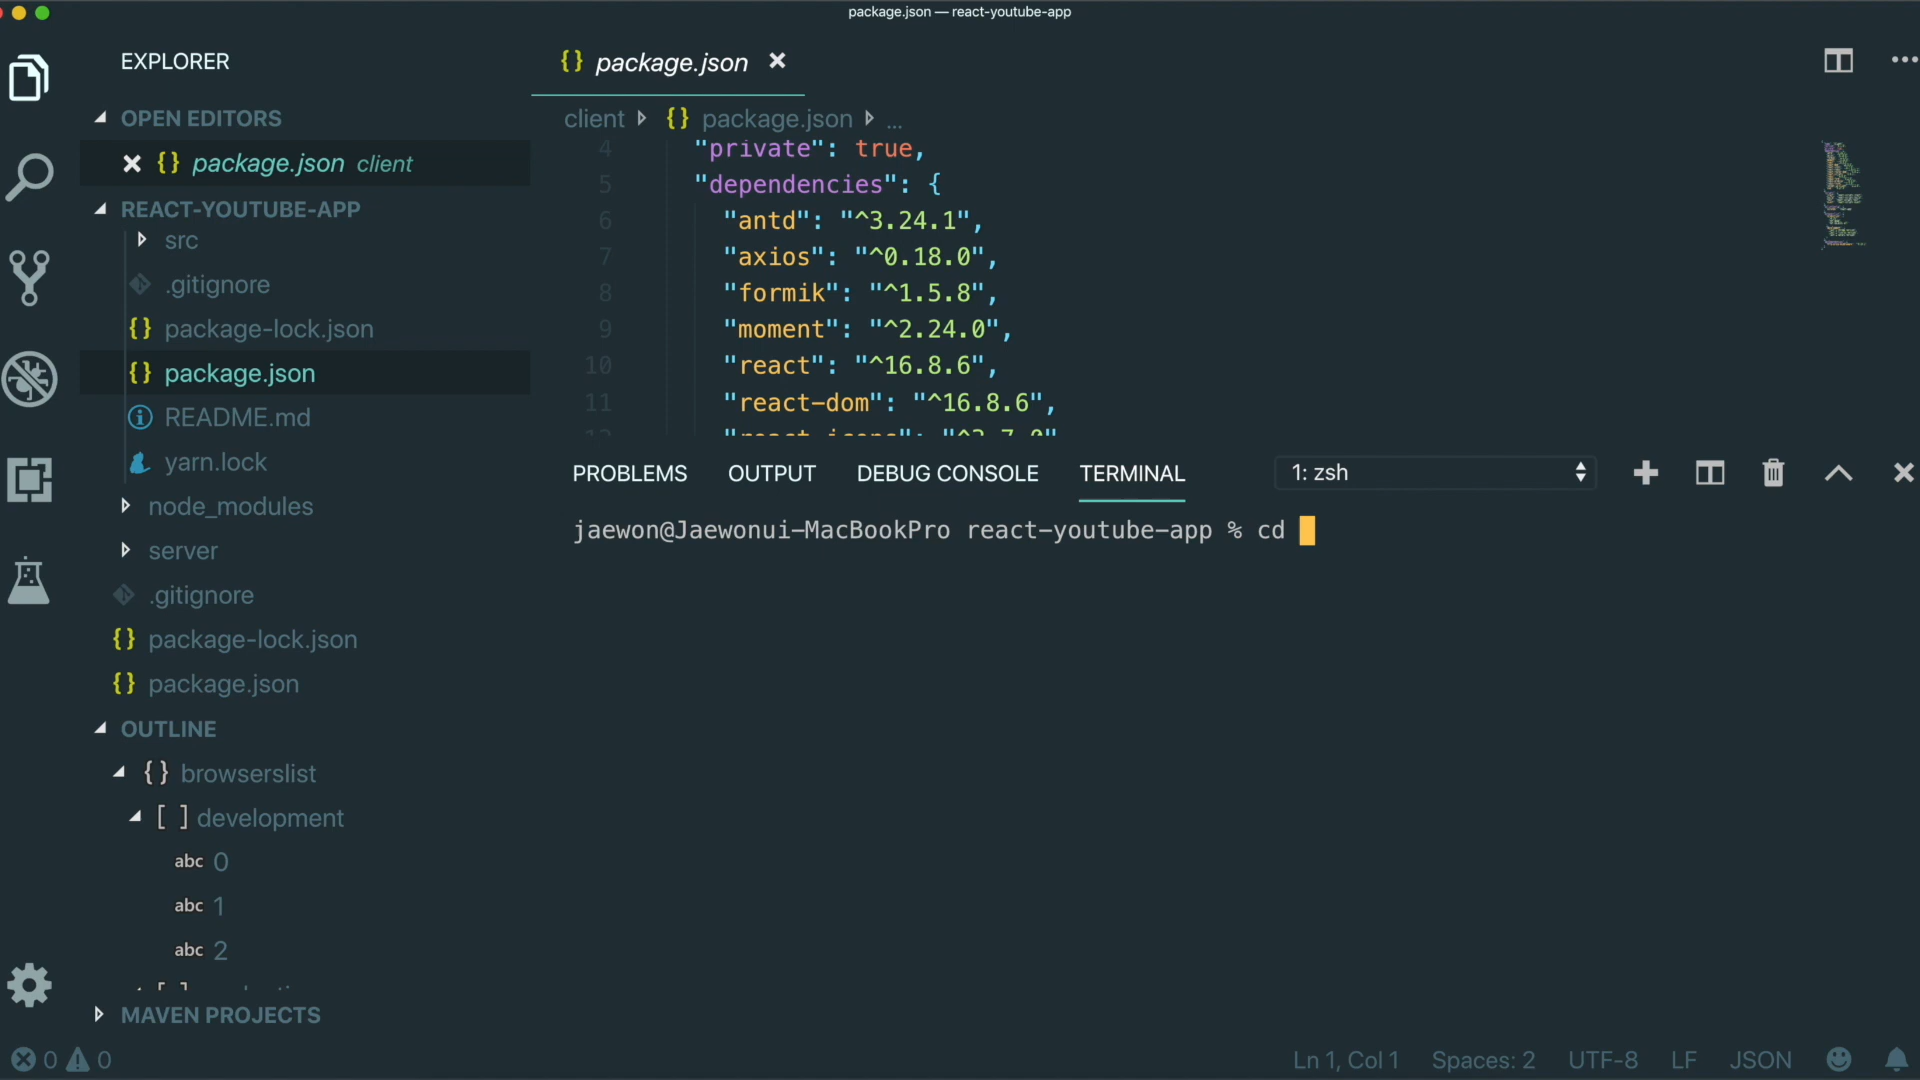 package.json — react-youtube-app
EXPLORER
OPEN EDITORS
{} package.json client
REACT-YOUTUBE-APP
src
.gitignore
{} package-lock.json
{} package.json
README.md
yarn.lock
node_modules
server
.gitignore
{} package-lock.json
{} package.json
OUTLINE
{} browserslist
[ ] development
abc 0
abc 1
abc 2
MAVEN PROJECTS
{} package.json
client {} package.json ...
4 "private": true,
5 "dependencies": {
6 "antd": "^3.24.1",
7 "axios": "^0.18.0",
8 "formik": "^1.5.8",
9 "moment": "^2.24.0",
10 "react": "^16.8.6",
11 "react-dom": "^16.8.6",
PROBLEMS OUTPUT DEBUG CONSOLE TERMINAL 1: zsh
jaewon@Jaewonui-MacBookPro react-youtube-app % cd
0 0 Ln 1, Col 1 Spaces: 2 UTF-8 LF JSON